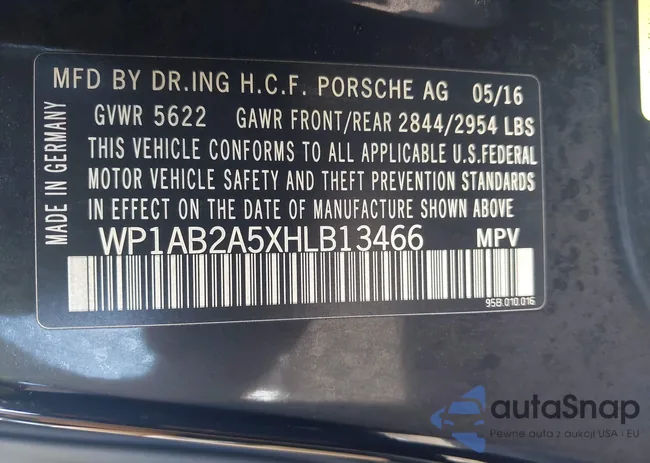 MFD BY DR.ING H.C.F. PORSCHE AG 05/16
GVWR 5622 GAWR FRONT/REAR 2844/2954 LBS
THIS VEHICLE CONFORMS TO ALL APPLICABLE U.S.FEDERAL
MOTOR VEHICLE SAFETY AND THEFT PREVENTION STANDARDS
IN EFFECT ON THE DATE OF MANUFACTURE SHOWN ABOVE
WP1AB2A5XHLB13466 MPV
95B.010.016
MADE IN GERMANY
autaSnap
Pewne auta z aukcji USA - EU